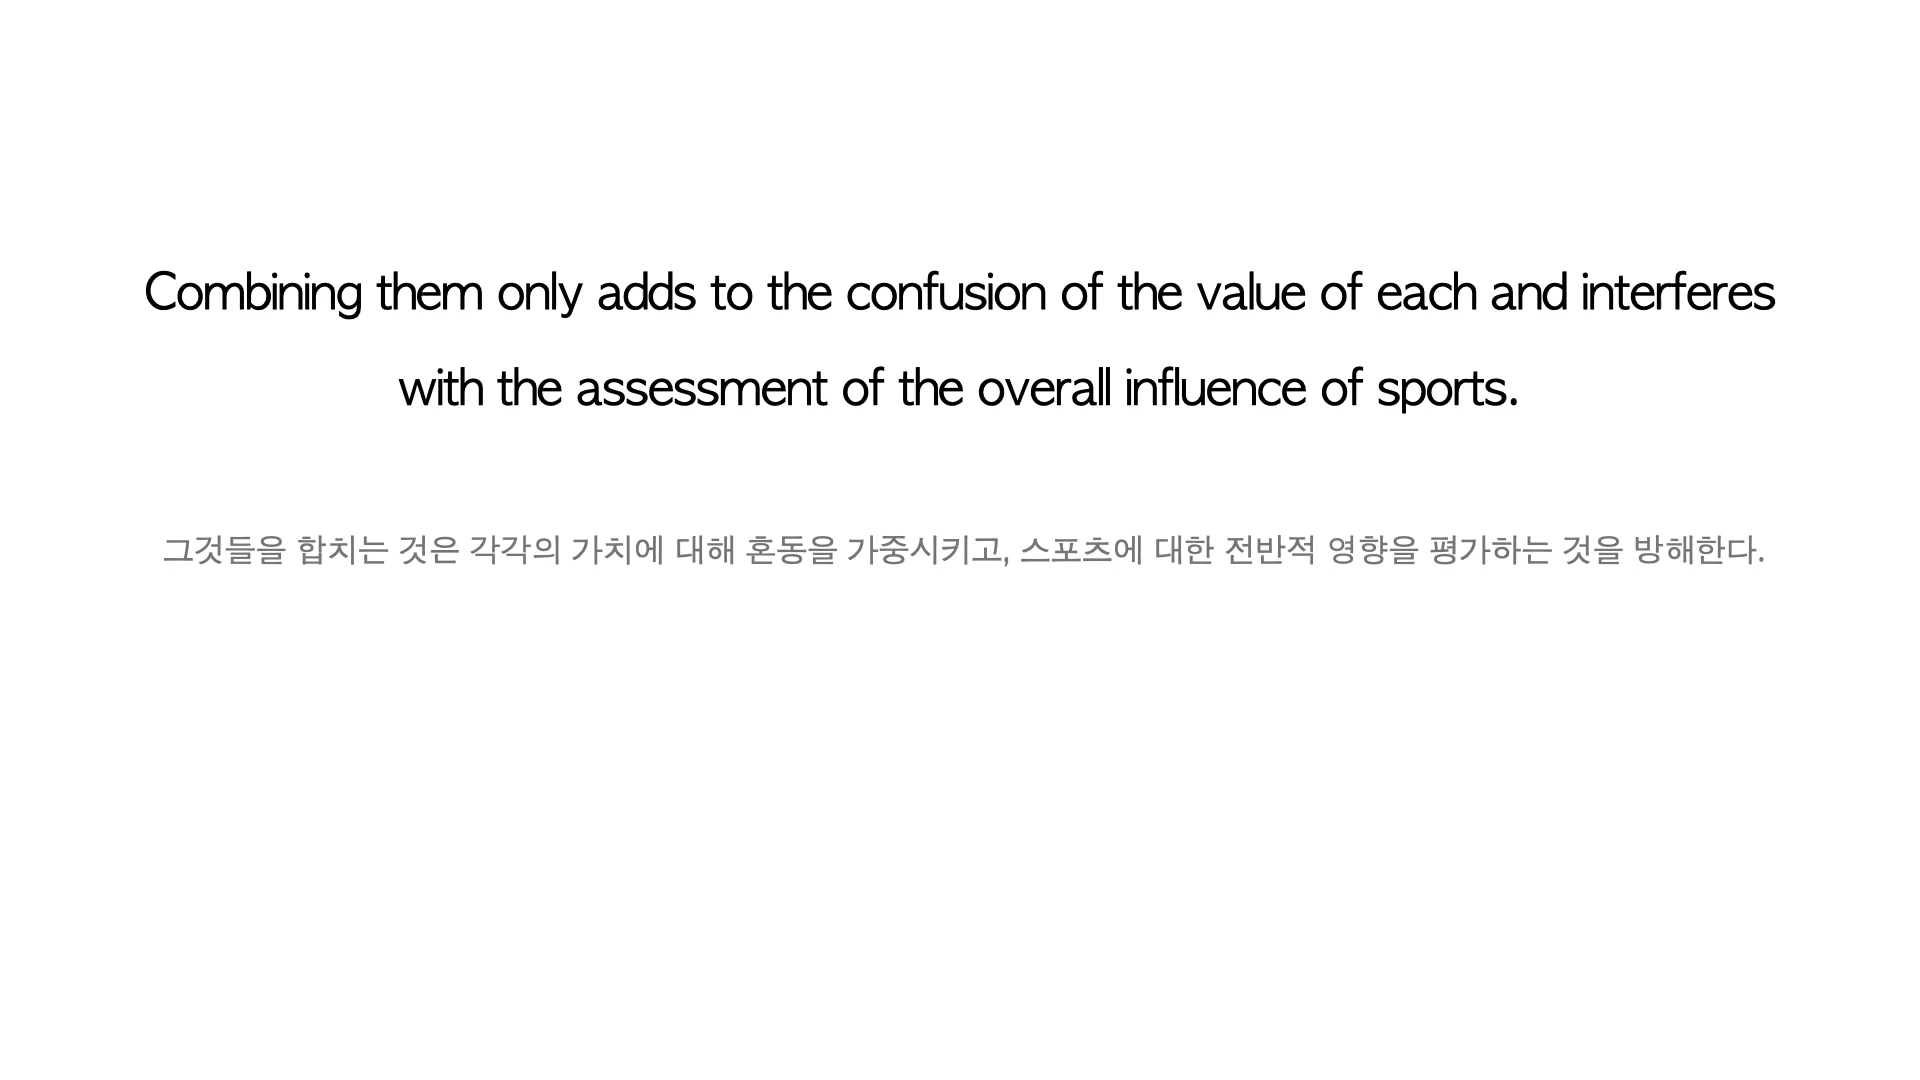 Combining them only adds to the confusion of the value of each and interferes
with the assessment of the overall influence of sports.
그것들을 합치는 것은 각각의 가치에 대해 혼동을 가중시키고, 스포츠에 대한 전반적 영향을 평가하는 것을 방해한다.